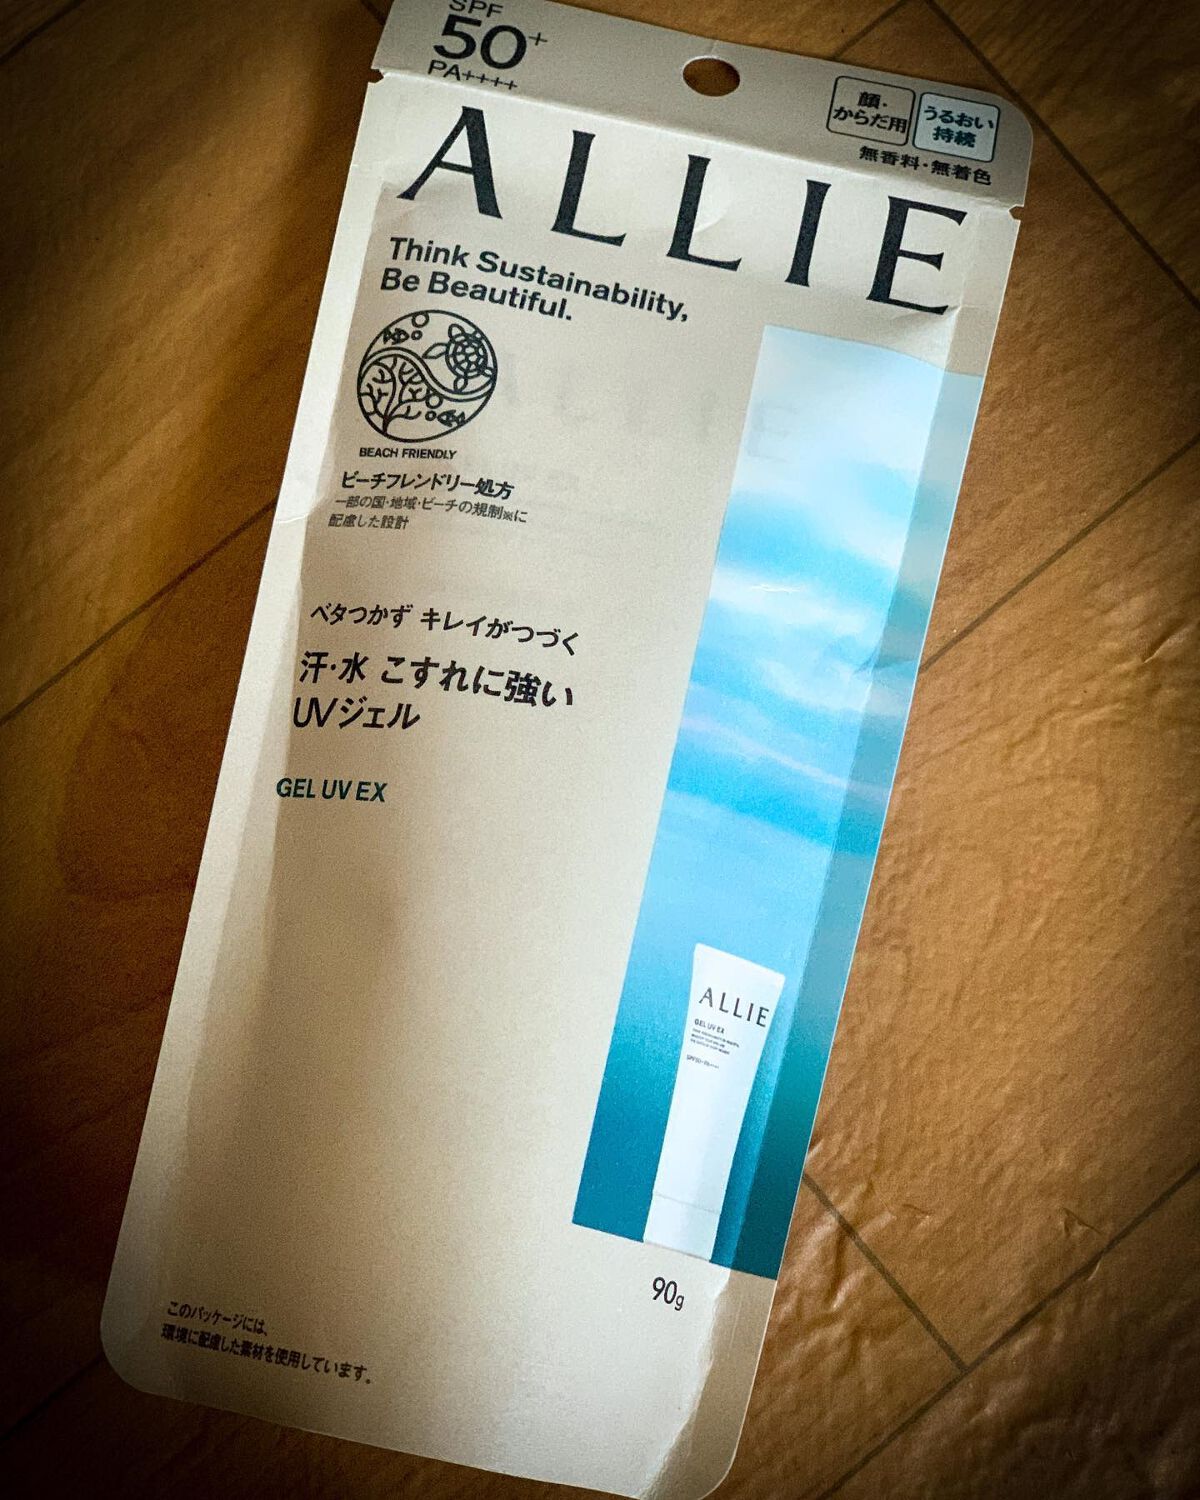 SPF
50+
PA++++
顔・
からだ用
うるおい
持続
無香料・無着色
ALLIE
Think Sustainability,
Be Beautiful.
BEACH FRIENDLY
ビーチフレンドリー処方
一部の国・地域・ビーチの規制※に
配慮した設計
ベタつかず キレイがつづく
汗・水 こすれに強い
UVジェル
GEL UV EX
ALLIE
GEL UV EX
SPF50+ PA++++
90g
このパッケージには、
環境に配慮した素材を使用しています。